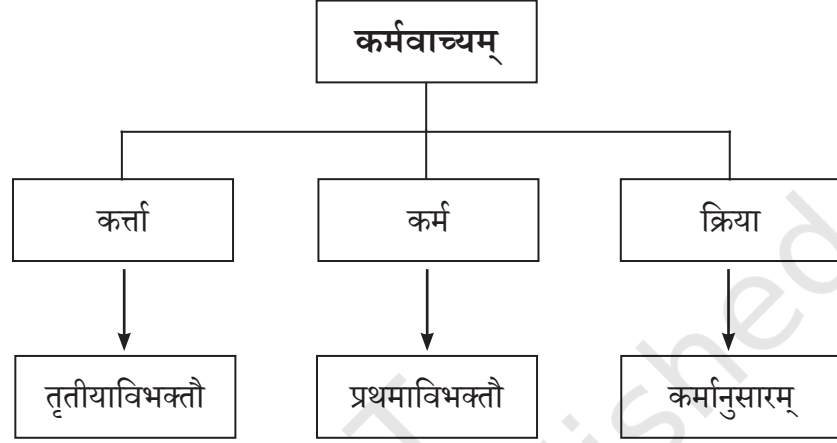 कर्मवाच्यम्
कर्त्ता
कर्म
क्रिया
तृतीयाविभक्तौ
प्रथमाविभक्तौ
कर्मानुसारम्